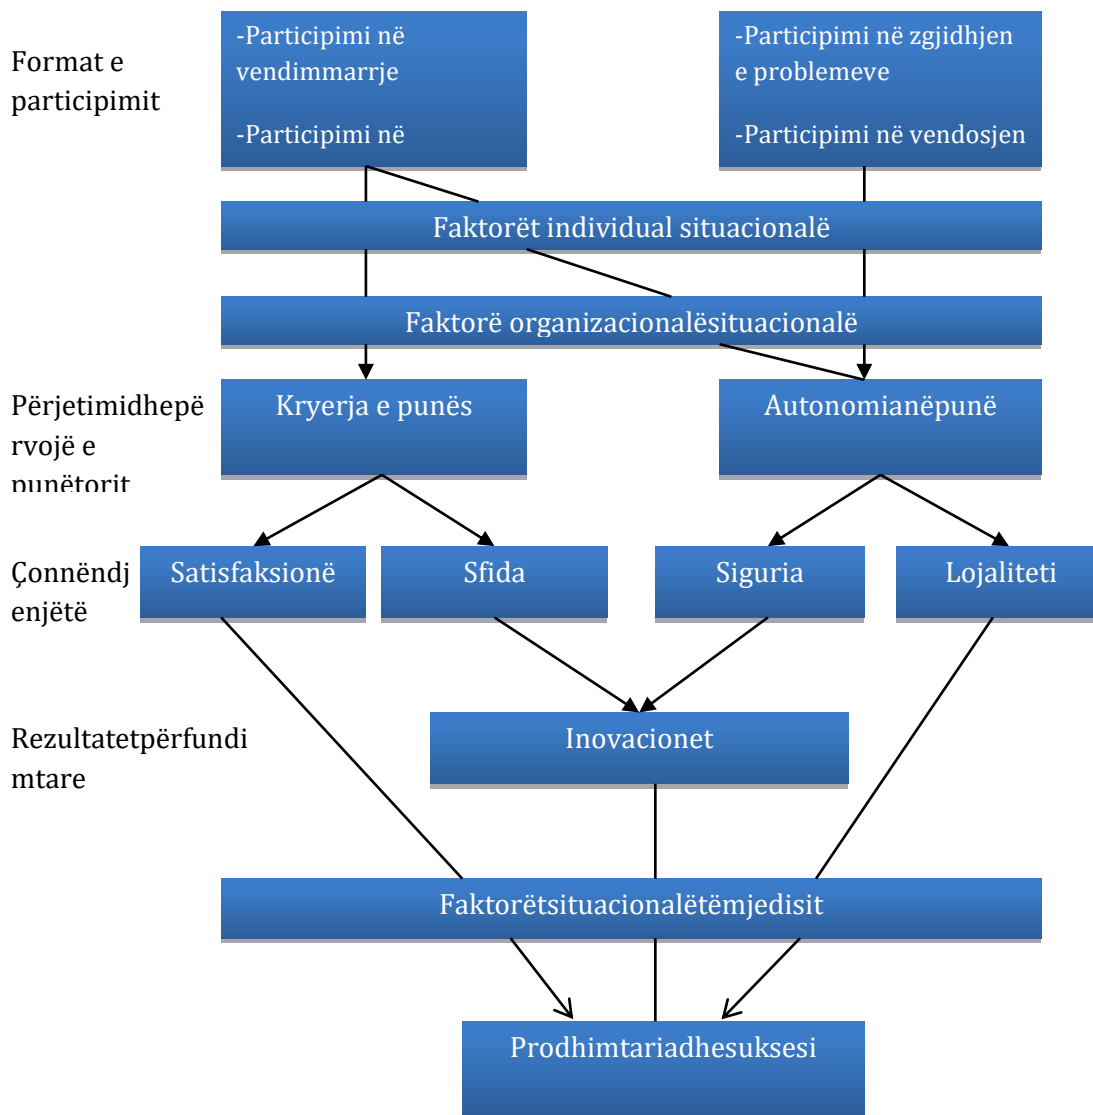 Format e
participimit
-Participimi në
vendimmarrje
-Participimi në
-Participimi në zgjidhjen
e problemeve
-Participimi në vendosjen
Faktorët individual situacionalë
Faktorë organizacionalësituacionalë
Përjetimidhepë
rvojë e
punëtorit
Kryerja e punës
Autonomianëpunë
Çonnëndj
enjëtë
Satisfaksionë
Sfida
Siguria
Lojaliteti
Rezultatetpërfundi
mtare
Inovacionet
Faktorëtsituacionalëtëmjedisit
Prodhimtariadhesuksesi